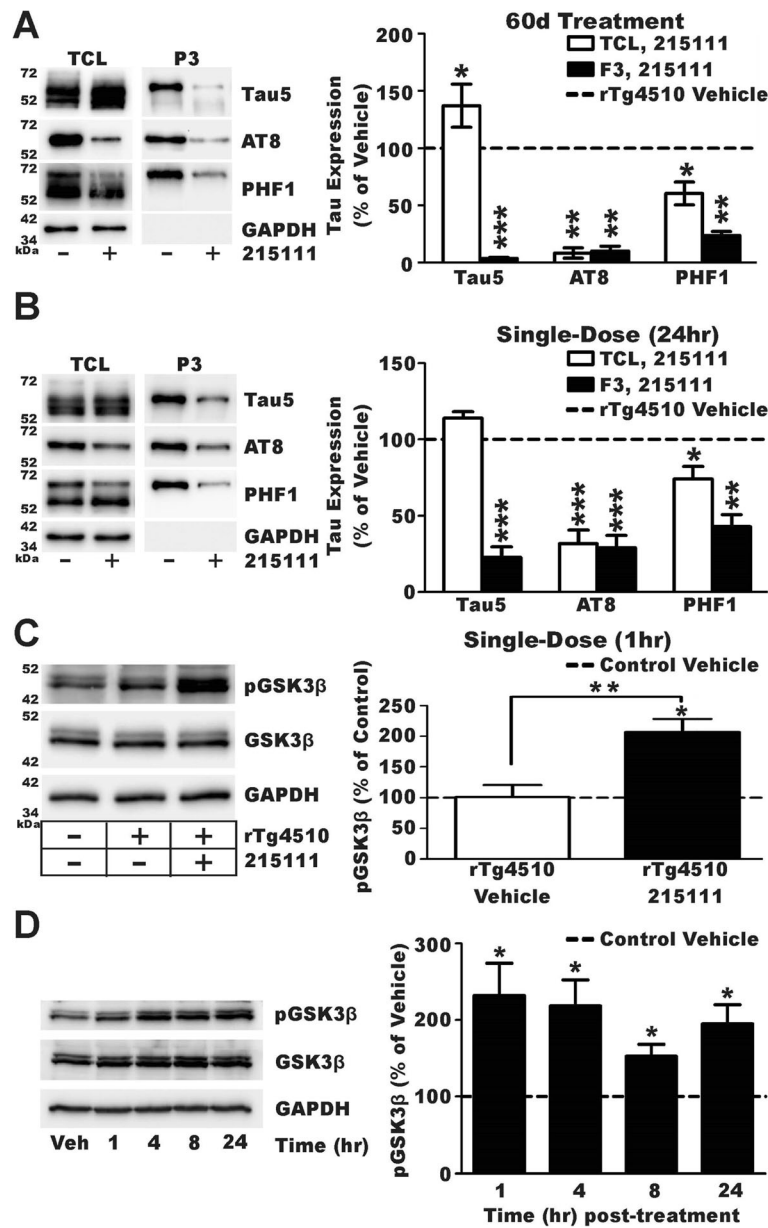 A
TCL P3
72
52
Tau5
72
52
AT8
72
52
PHF1
42
34
GAPDH
kDa
– + – + 215111
60d Treatment
TCL, 215111
F3, 215111
rTg4510 Vehicle
Tau Expression
(% of Vehicle)
200
150
100
50
0
*
***
**
**
*
**
Tau5 AT8 PHF1
B
TCL P3
72
52
Tau5
72
52
AT8
72
52
PHF1
42
34
GAPDH
kDa
– + – + 215111
Single-Dose (24hr)
TCL, 215111
F3, 215111
rTg4510 Vehicle
Tau Expression
(% of Vehicle)
150
100
50
0
***
***
***
*
**
Tau5 AT8 PHF1
C
52
42
pGSK3β
52
42
GSK3β
42
34
GAPDH
kDa
– + + rTg4510
– – + 215111
Single-Dose (1hr)
Control Vehicle
pGSK3β (% of Control)
250
200
150
100
50
0
**
*
rTg4510 rTg4510
Vehicle 215111
D
pGSK3β
GSK3β
GAPDH
Veh 1 4 8 24 Time (hr)
Control Vehicle
pGSK3β (% of Vehicle)
300
200
100
0
*
*
*
*
1 4 8 24
Time (hr) post-treatment